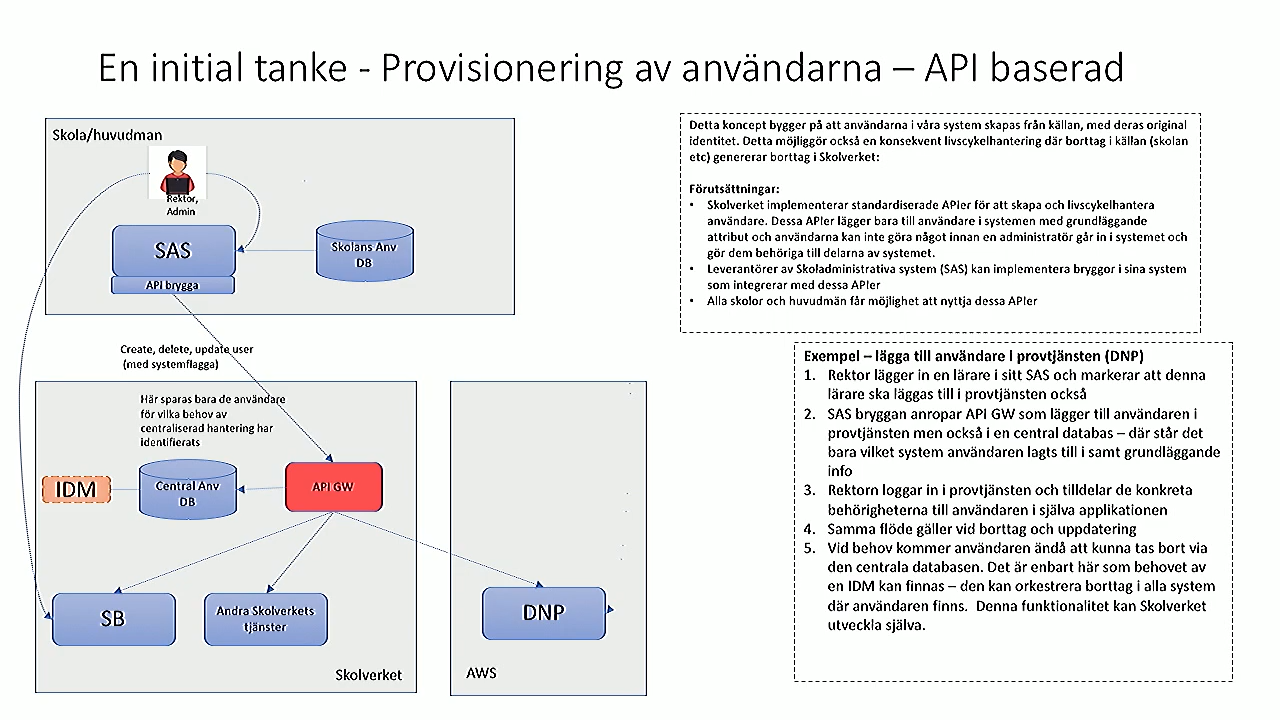 En initial tanke - Provisionering av användarna – API baserad
Skola/huvudman
Rektor,
Admin
SAS
API brygga
Skolans Anv
DB
Create, delete, update user
(med systemflagga)
Här sparas bara de användare
för vilka behov av
centraliserad hantering har
identifierats
IDM
Central Anv
DB
API GW
SB
Andra Skolverkets
tjänster
Skolverket
DNP
AWS
Detta koncept bygger på att användarna i våra system skapas från källan, med deras original
identitet. Detta möjliggör också en konsekvent livscykelhantering där borttag i källan (skolan
etc) genererar borttag i Skolverket:
Förutsättningar:
• Skolverket implementerar standardiserade APIer för att skapa och livscykelhantera
användare. Dessa APIer lägger bara till användare i systemen med grundläggande
attribut och användarna kan inte göra något innan en administratör går in i systemet och
gör dem behöriga till delarna av systemet.
• Leverantörer av Skoladministrativa system (SAS) kan implementera bryggor i sina system
som integrerar med dessa APIer
• Alla skolor och huvudmän får möjlighet att nyttja dessa APIer
Exempel – lägga till användare i provtjänsten (DNP)
1. Rektor lägger in en lärare i sitt SAS och markerar att denna
lärare ska läggas till i provtjänsten också
2. SAS bryggan anropar API GW som lägger till användaren i
provtjänsten men också i en central databas – där står det
bara vilket system användaren lagts till i samt grundläggande
info
3. Rektorn loggar in i provtjänsten och tilldelar de konkreta
behörigheterna till användaren i själva applikationen
4. Samma flöde gäller vid borttag och uppdatering
5. Vid behov kommer användaren ändå att kunna tas bort via
den centrala databasen. Det är enbart här som behovet av
en IDM kan finnas – den kan orkestrera borttag i alla system
där användaren finns. Denna funktionalitet kan Skolverket
utveckla själva.